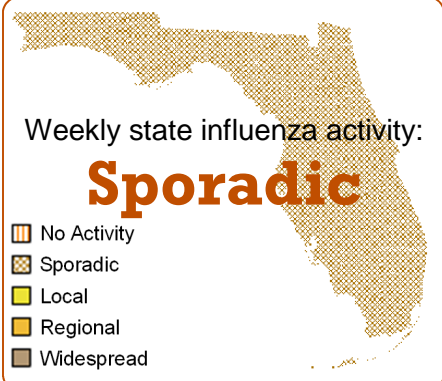 Weekly state influenza activity:
Sporadic
No Activity
Sporadic
Local
Regional
Widespread